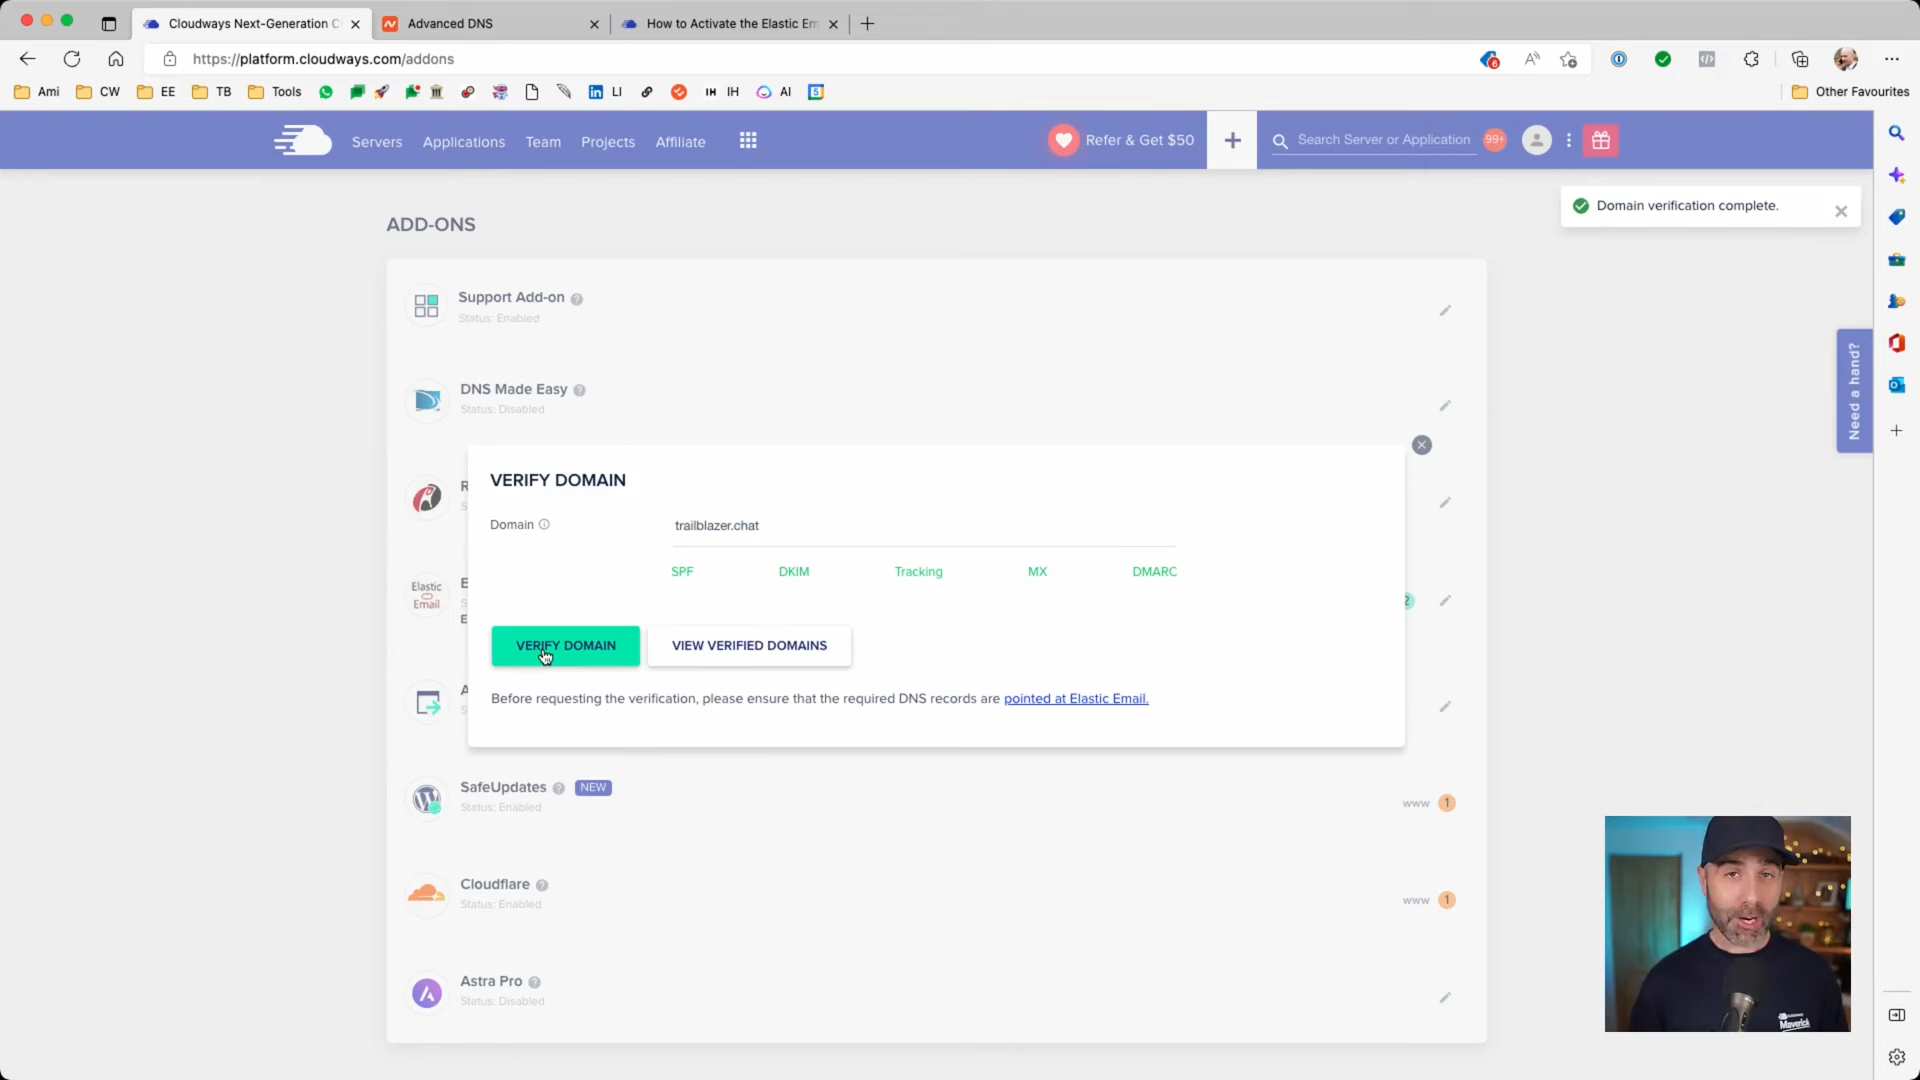 Cloudways Next-Generation C
Advanced DNS
How to Activate the Elastic Em
https://platform.cloudways.com/addons
6
Ami
CW
EE
TB
Tools
LI
IH IH
AI
5
Other Favourites
Servers
Applications
Team
Projects
Affiliate
Refer & Get $50
Search Server or Application
99+
Domain verification complete.
ADD-ONS
Support Add-on
Status: Enabled
DNS Made Easy
Status: Disabled
Need a hand?
R
S
VERIFY DOMAIN
Domain
trailblazer.chat
SPF
DKIM
Tracking
MX
DMARC
Elastic
Email
E
S
E
2
VERIFY DOMAIN
VIEW VERIFIED DOMAINS
Before requesting the verification, please ensure that the required DNS records are pointed at Elastic Email.
A
S
SafeUpdates
NEW
Status: Enabled
www
1
Cloudflare
Status: Enabled
www
1
Astra Pro
Status: Disabled
Maverick